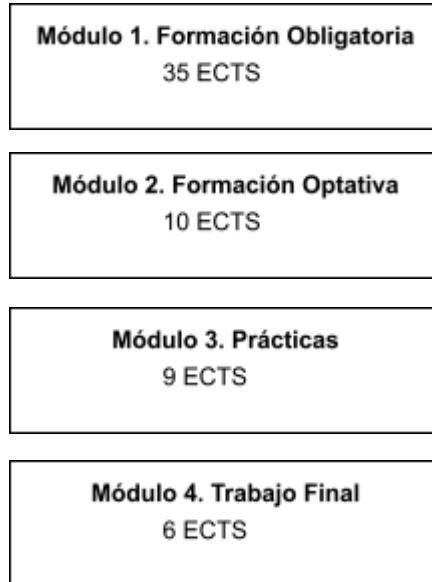 Módulo 1. Formación Obligatoria
35 ECTS
Módulo 2. Formación Optativa
10 ECTS
Módulo 3. Prácticas
9 ECTS
Módulo 4. Trabajo Final
6 ECTS